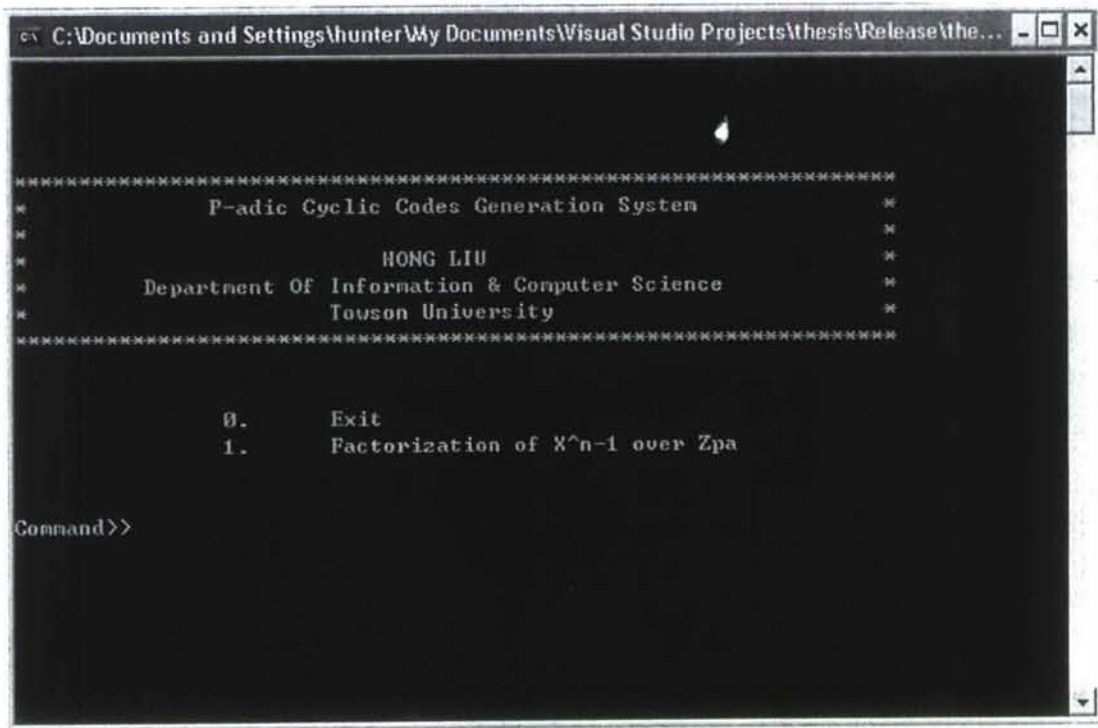 C:\Documents and Settings\hunter\My Documents\Visual Studio Projects\thesis\Release\the...
********************************************************************
* P-adic Cyclic Codes Generation System *
* *
* HONG LIU *
* Department Of Information & Computer Science *
* Towson University *
********************************************************************
0. Exit
1. Factorization of X^n-1 over Zpa
Command>>